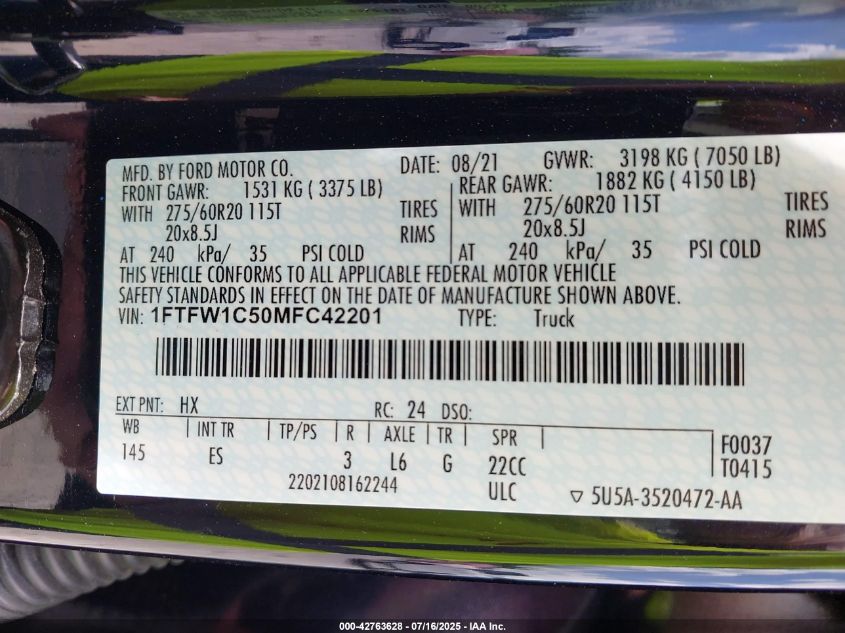 MFD. BY FORD MOTOR CO. DATE: 08/21 GVWR: 3198 KG ( 7050 LB)
FRONT GAWR: 1531 KG ( 3375 LB) REAR GAWR: 1882 KG ( 4150 LB)
WITH 275/60R20 115T TIRES WITH 275/60R20 115T TIRES
20x8.5J RIMS 20x8.5J RIMS
AT 240 kPa/ 35 PSI COLD AT 240 kPa/ 35 PSI COLD
THIS VEHICLE CONFORMS TO ALL APPLICABLE FEDERAL MOTOR VEHICLE
SAFETY STANDARDS IN EFFECT ON THE DATE OF MANUFACTURE SHOWN ABOVE.
VIN: 1FTFW1C50MFC42201 TYPE: Truck
EXT PNT: HX RC: 24 DSO:
WB INT TR TP/PS R AXLE TR SPR F0037
145 ES 3 L6 G 22CC T0415
2202108162244 ULC ▽ 5U5A-3520472-AA
000-42763628 - 07/16/2025 - IAA Inc.